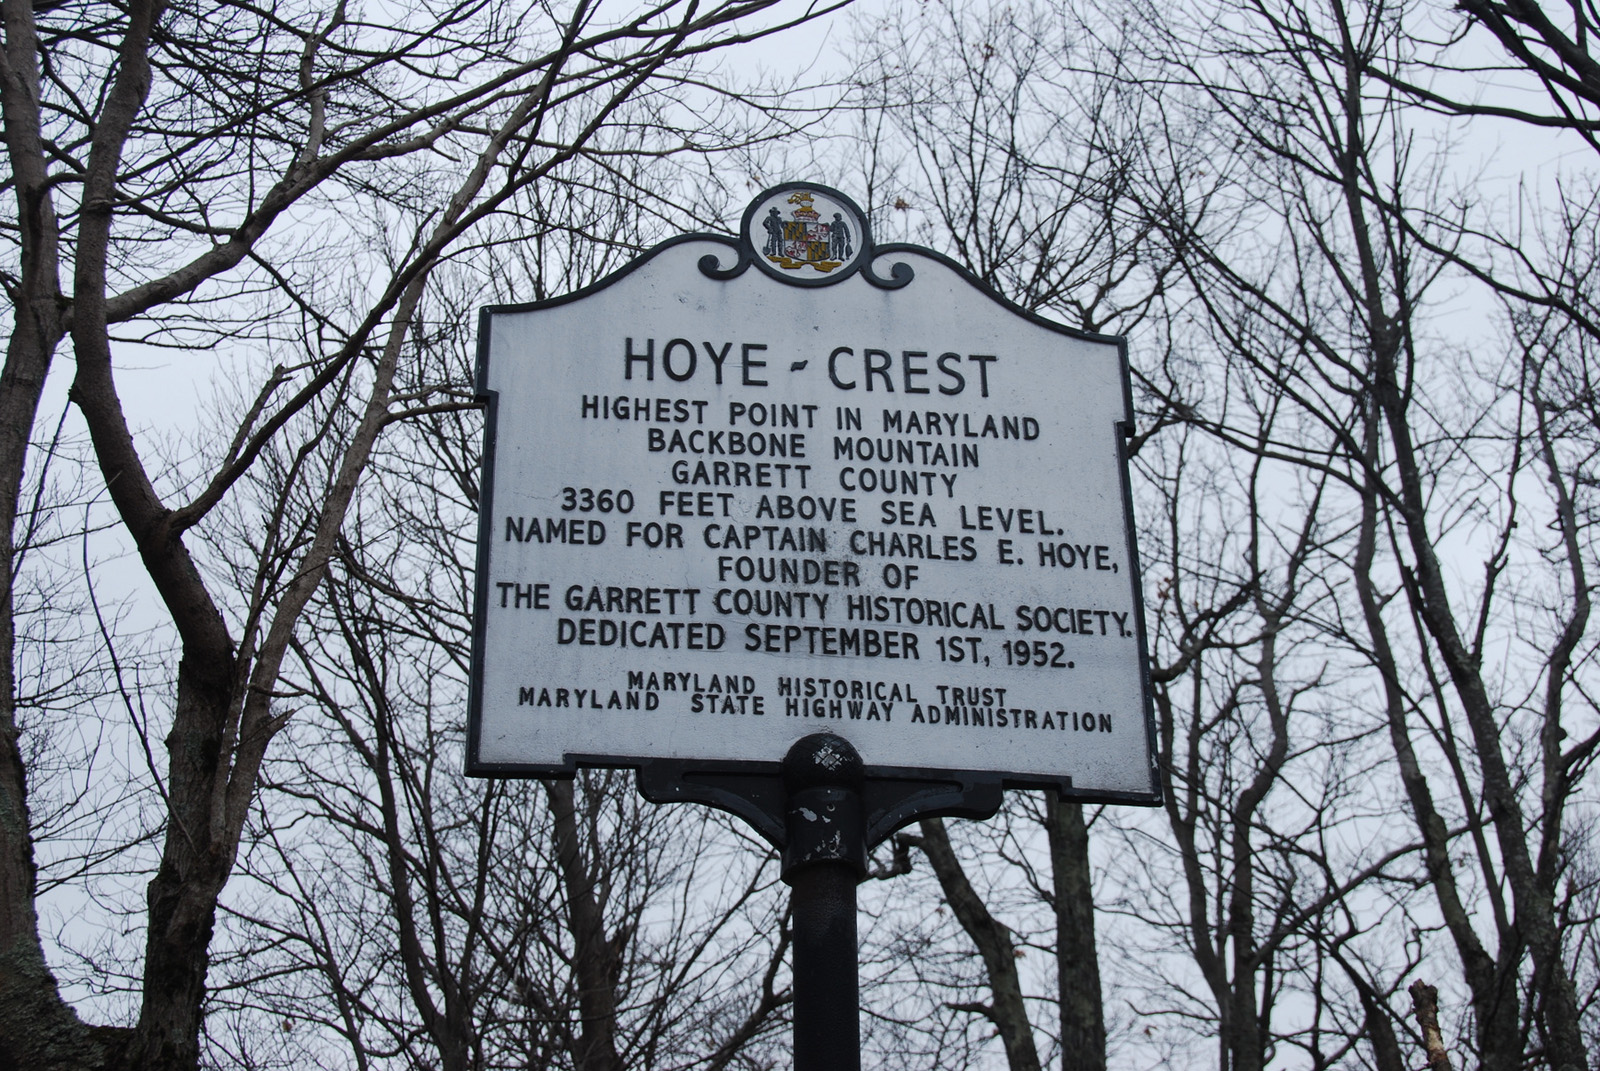 HOYE - CREST
HIGHEST POINT IN MARYLAND
BACKBONE MOUNTAIN
GARRETT COUNTY
3360 FEET ABOVE SEA LEVEL.
NAMED FOR CAPTAIN CHARLES E. HOYE,
FOUNDER OF
THE GARRETT COUNTY HISTORICAL SOCIETY.
DEDICATED SEPTEMBER 1ST, 1952.
MARYLAND HISTORICAL TRUST
MARYLAND STATE HIGHWAY ADMINISTRATION